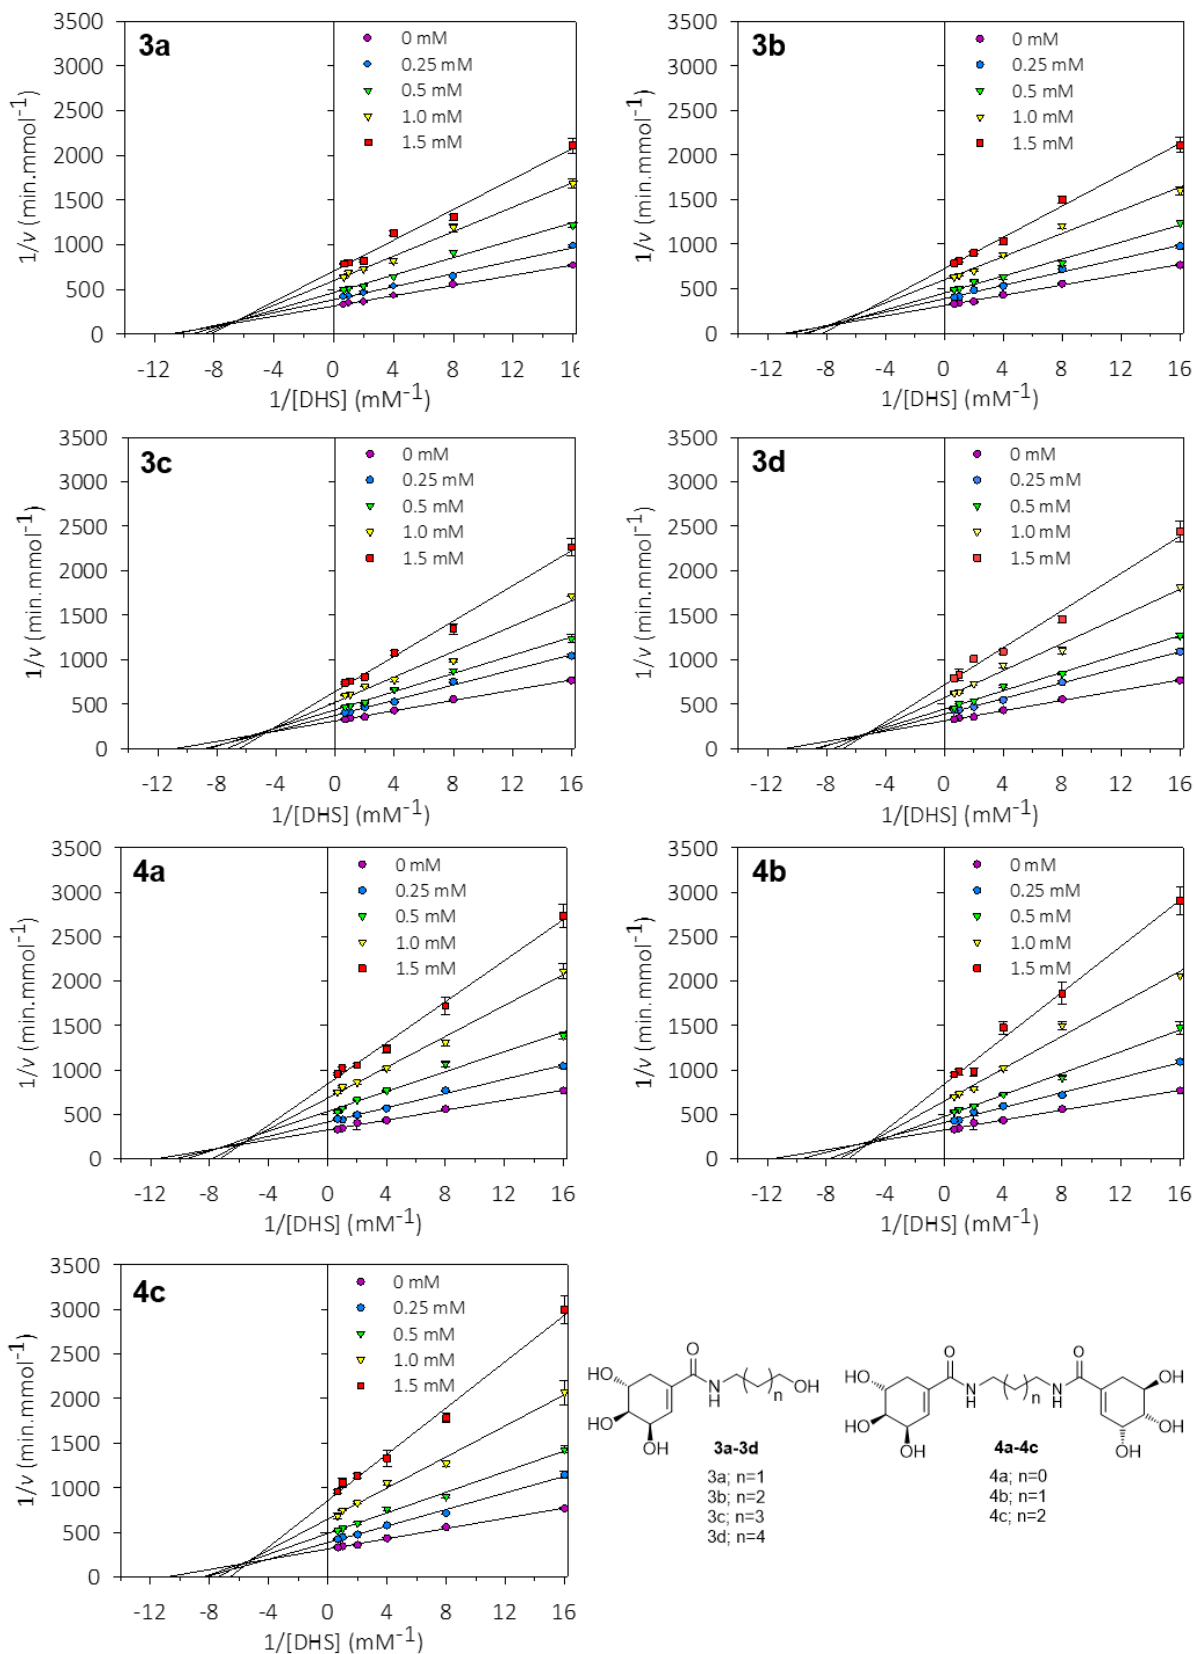 3a
0 mM
0.25 mM
0.5 mM
1.0 mM
1.5 mM
3500
3000
2500
2000
1500
1000
500
0
1/v (min.mmol-1)
-12 -8 -4 0 4 8 12 16
1/[DHS] (mM-1)
3b
0 mM
0.25 mM
0.5 mM
1.0 mM
1.5 mM
3500
3000
2500
2000
1500
1000
500
0
1/v (min.mmol-1)
-12 -8 -4 0 4 8 12 16
1/[DHS] (mM-1)
3c
0 mM
0.25 mM
0.5 mM
1.0 mM
1.5 mM
3500
3000
2500
2000
1500
1000
500
0
1/v (min.mmol-1)
-12 -8 -4 0 4 8 12 16
1/[DHS] (mM-1)
3d
0 mM
0.25 mM
0.5 mM
1.0 mM
1.5 mM
3500
3000
2500
2000
1500
1000
500
0
1/v (min.mmol-1)
-12 -8 -4 0 4 8 12 16
1/[DHS] (mM-1)
4a
0 mM
0.25 mM
0.5 mM
1.0 mM
1.5 mM
3500
3000
2500
2000
1500
1000
500
0
1/v (min.mmol-1)
-12 -8 -4 0 4 8 12 16
1/[DHS] (mM-1)
4b
0 mM
0.25 mM
0.5 mM
1.0 mM
1.5 mM
3500
3000
2500
2000
1500
1000
500
0
1/v (min.mmol-1)
-12 -8 -4 0 4 8 12 16
1/[DHS] (mM-1)
4c
0 mM
0.25 mM
0.5 mM
1.0 mM
1.5 mM
3500
3000
2500
2000
1500
1000
500
0
1/v (min.mmol-1)
-12 -8 -4 0 4 8 12 16
1/[DHS] (mM-1)
O
HO
N
H
n
OH
HO
OH
3a-3d
3a; n=1
3b; n=2
3c; n=3
3d; n=4
O
O
HO
N
H
n
N
H
OH
HO
OH
OH
OH
4a-4c
4a; n=0
4b; n=1
4c; n=2